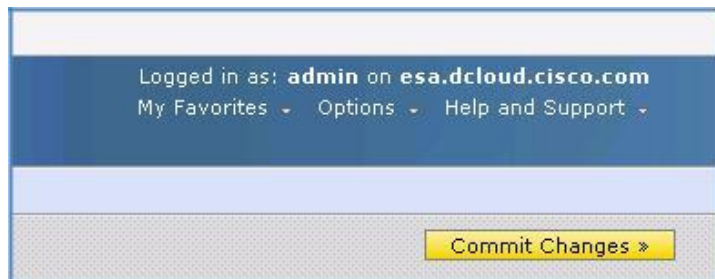 Logged in as: admin on esa.dcloud.cisco.com
My Favorites Options Help and Support
Commit Changes »